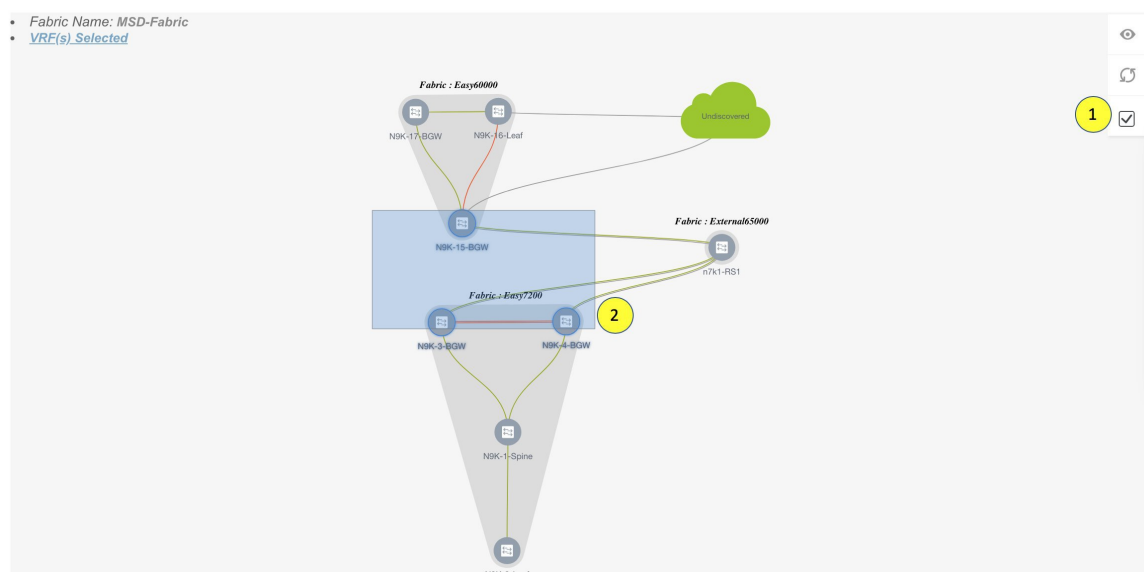 Fabric Name: MSD-Fabric
VRF(s) Selected
Fabric : Easy60000
N9K-17-BGW
N9K-16-Leaf
Undiscovered
1
N9K-15-BGW
Fabric : External65000
n7k1-RS1
Fabric : Easy7200
2
N9K-3-BGW
N9K-4-BGW
N9K-1-Spine